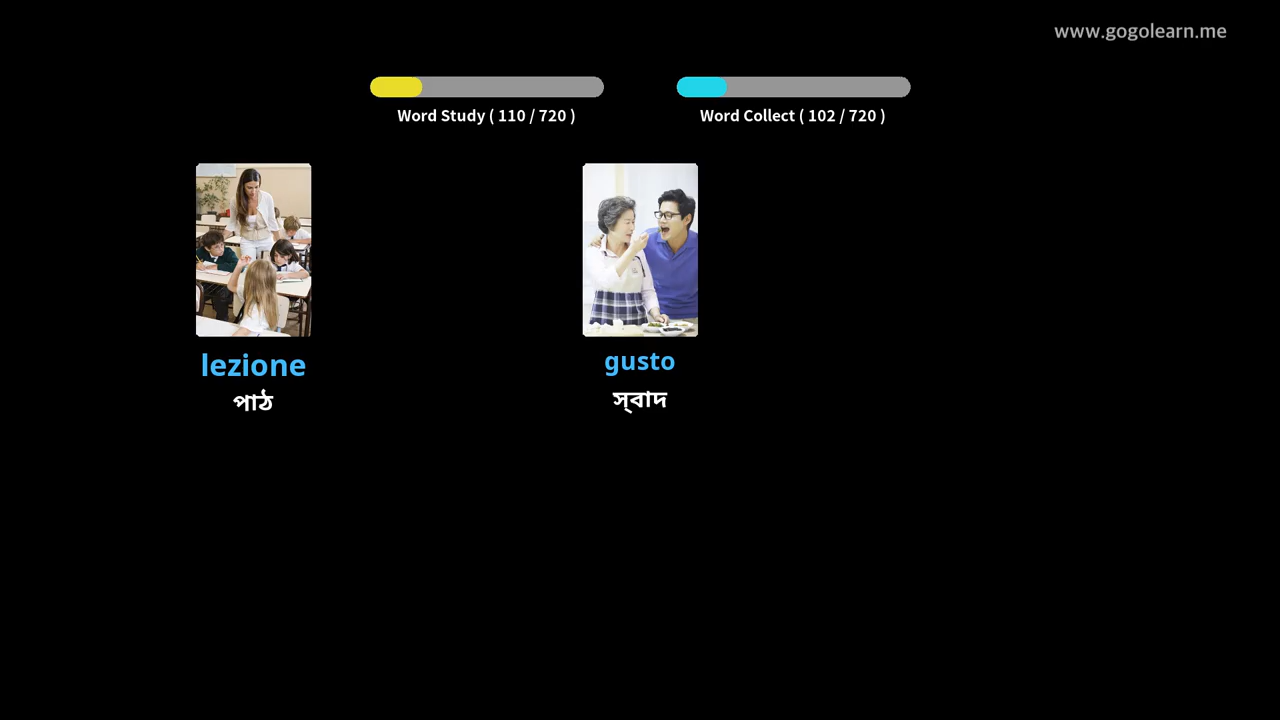 www.gogolearn.me
Word Study ( 110 / 720 )
Word Collect ( 102 / 720 )
lezione
পাঠ
gusto
স্‌বাদ